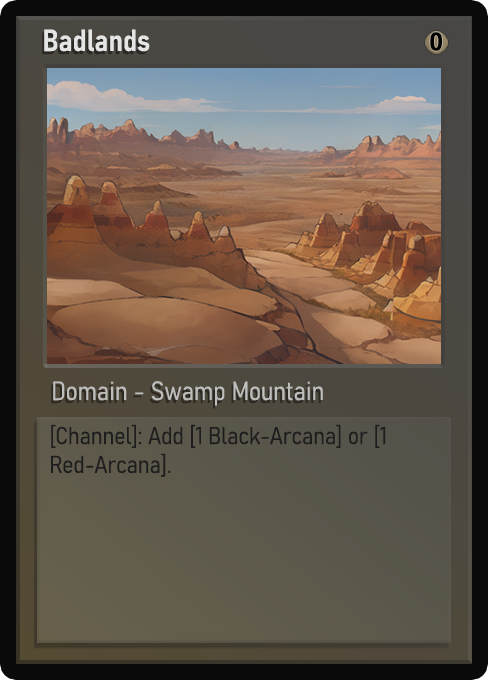 Badlands
0
Domain - Swamp Mountain
[Channel]: Add [1 Black-Arcana] or [1
Red-Arcana].